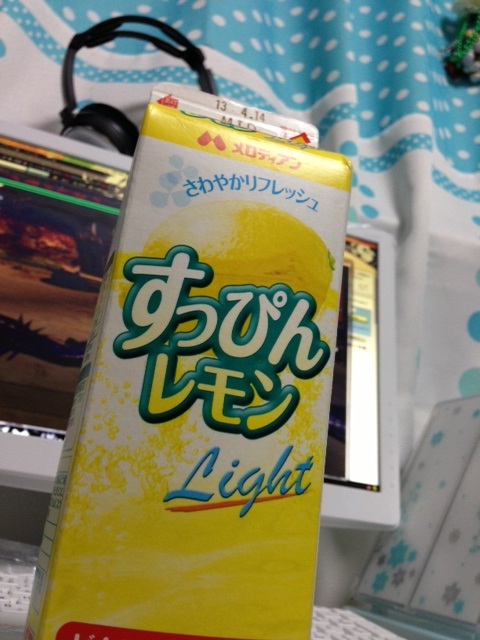 13. 4.14
メロディアン
さわやかリフレッシュ
すっぴん
レモン
Light